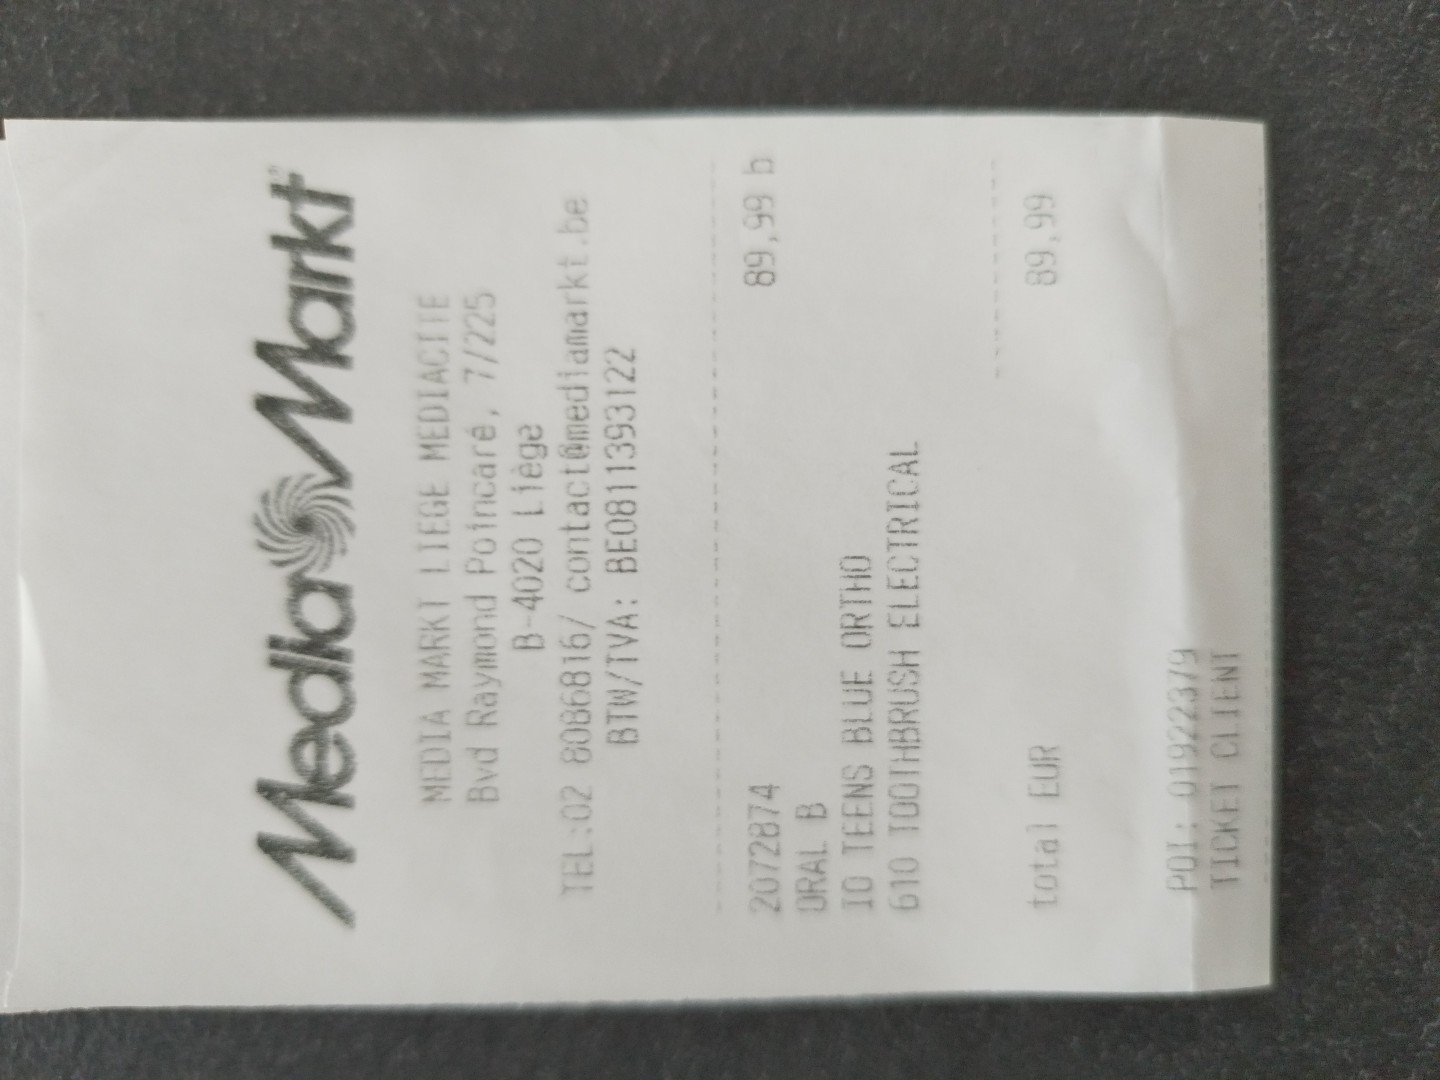 MediaMarkt®
MEDIA MARKT LIEGE MEDIACITE
Bvd Raymond Poincaré, 7/225
B-4020 Liège
TEL:02 8086816/ contact@mediamarkt.be
BTW/TVA: BE0811393122
2072874 89,99 b
ORAL B
IO TEENS BLUE ORTHO
610 TOOTHBRUSH ELECTRICAL
total EUR 89,99
POI: 01922379
TICKET CLIENT